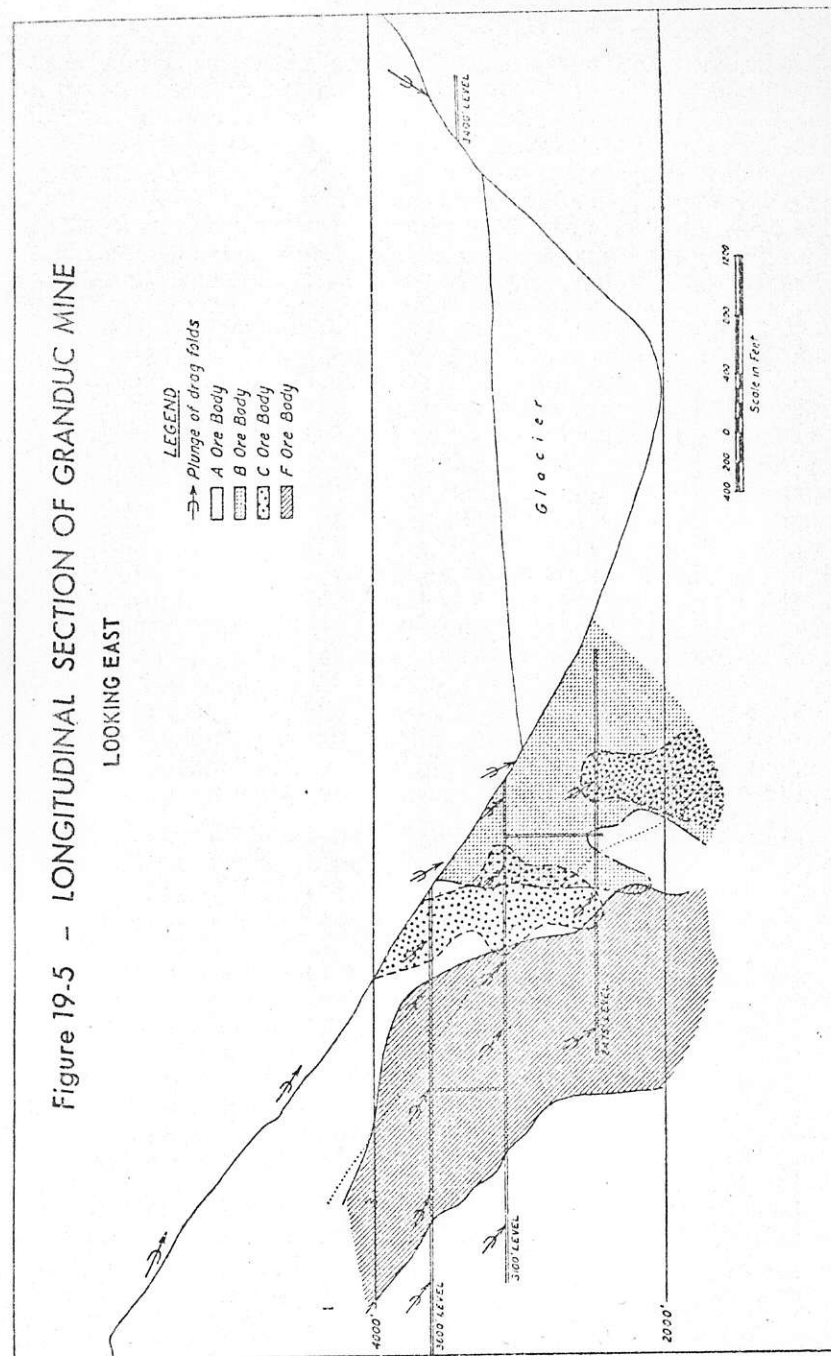 Figure 19-5 – LONGITUDINAL SECTION OF GRANDUC MINE
LOOKING EAST
LEGEND
Plunge of drag folds
A Ore Body
B Ore Body
C Ore Body
F Ore Body
4000'
3600' LEVEL
3100' LEVEL
2475' LEVEL
2000'
Glacier
3400' LEVEL
400 200 0 400 800 1200
Scale in Feet